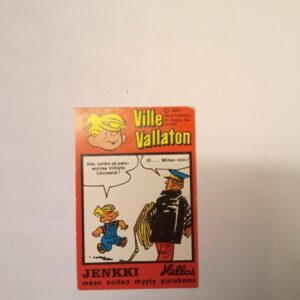 Ville
Vallaton
Hei, oletko sä palo-
sotilas Villistä
Lännestä?
Ei ... Miten niin?
JENKKI Hellas
maan eniten myyty purukumi